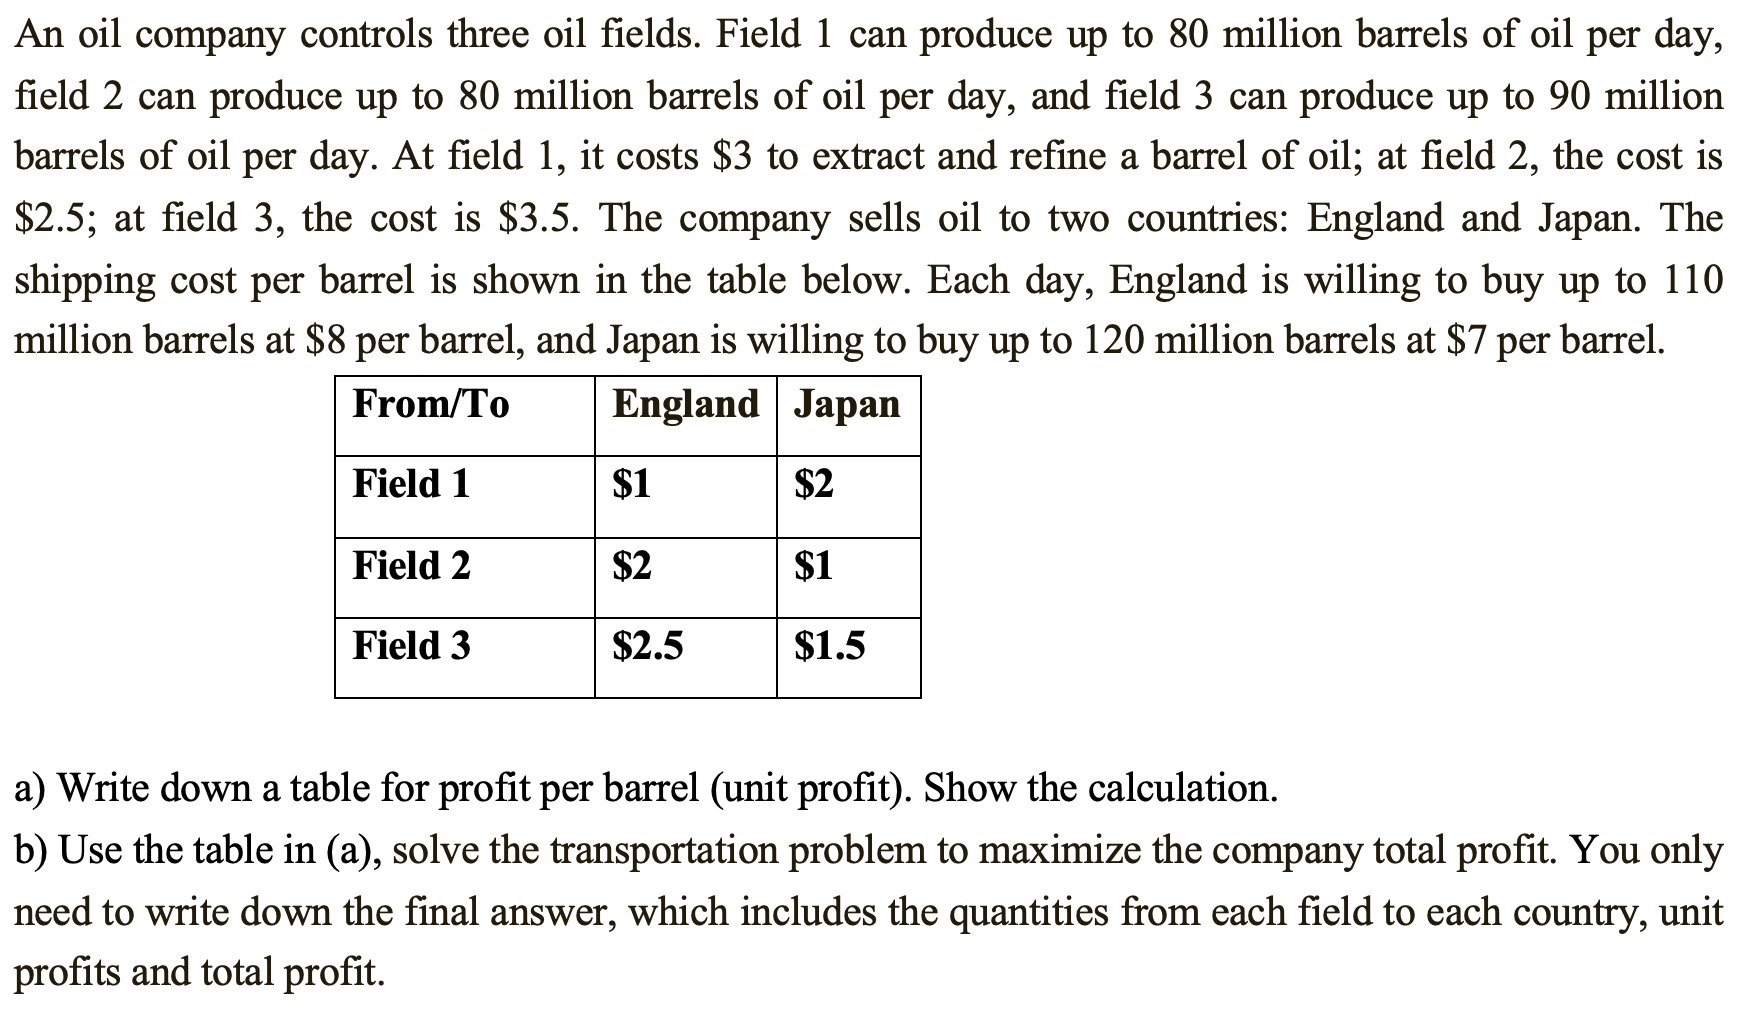 An oil company controls three oil fields. Field 1 can produce up to 80 million barrels of oil per day,
field 2 can produce up to 80 million barrels of oil per day, and field 3 can produce up to 90 million
barrels of oil per day. At field 1, it costs $3 to extract and refine a barrel of oil; at field 2, the cost is
$2.5; at field 3, the cost is $3.5. The company sells oil to two countries: England and Japan. The
shipping cost per barrel is shown in the table below. Each day, England is willing to buy up to 110
million barrels at $8 per barrel, and Japan is willing to buy up to 120 million barrels at $7 per barrel.
From/To England Japan
Field 1 $1 $2
Field 2 $2 $1
Field 3 $2.5 $1.5
a) Write down a table for profit per barrel (unit profit). Show the calculation.
b) Use the table in (a), solve the transportation problem to maximize the company total profit. You only
need to write down the final answer, which includes the quantities from each field to each country, unit
profits and total profit.